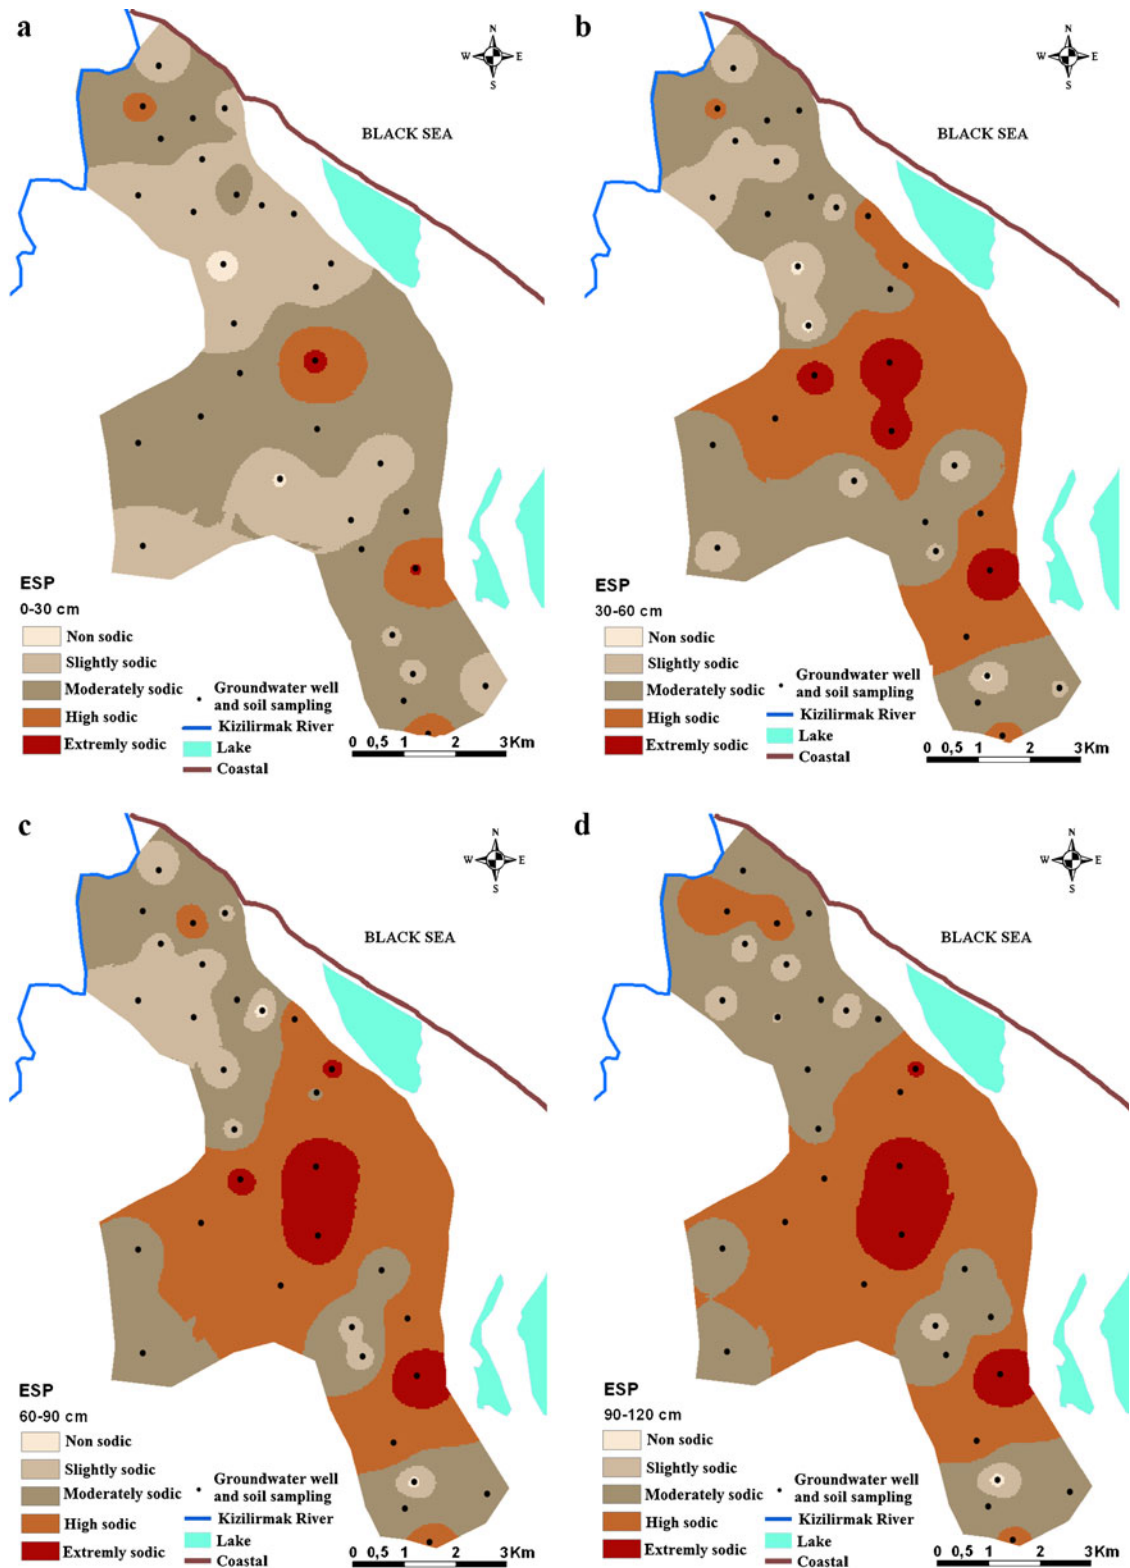 a
N
W E
S
BLACK SEA
ESP
0-30 cm
Non sodic
Slightly sodic
Moderately sodic
High sodic
Extremly sodic
Groundwater well
and soil sampling
Kizilirmak River
Lake
Coastal
0 0,5 1 2 3 Km
b
N
W E
S
BLACK SEA
ESP
30-60 cm
Non sodic
Slightly sodic
Moderately sodic
High sodic
Extremly sodic
Groundwater well
and soil sampling
Kizilirmak River
Lake
Coastal
0 0,5 1 2 3 Km
c
N
W E
S
BLACK SEA
ESP
60-90 cm
Non sodic
Slightly sodic
Moderately sodic
High sodic
Extremly sodic
Groundwater well
and soil sampling
Kizilirmak River
Lake
Coastal
0 0,5 1 2 3 Km
d
N
W E
S
BLACK SEA
ESP
90-120 cm
Non sodic
Slightly sodic
Moderately sodic
High sodic
Extremly sodic
Groundwater well
and soil sampling
Kizilirmak River
Lake
Coastal
0 0,5 1 2 3 Km